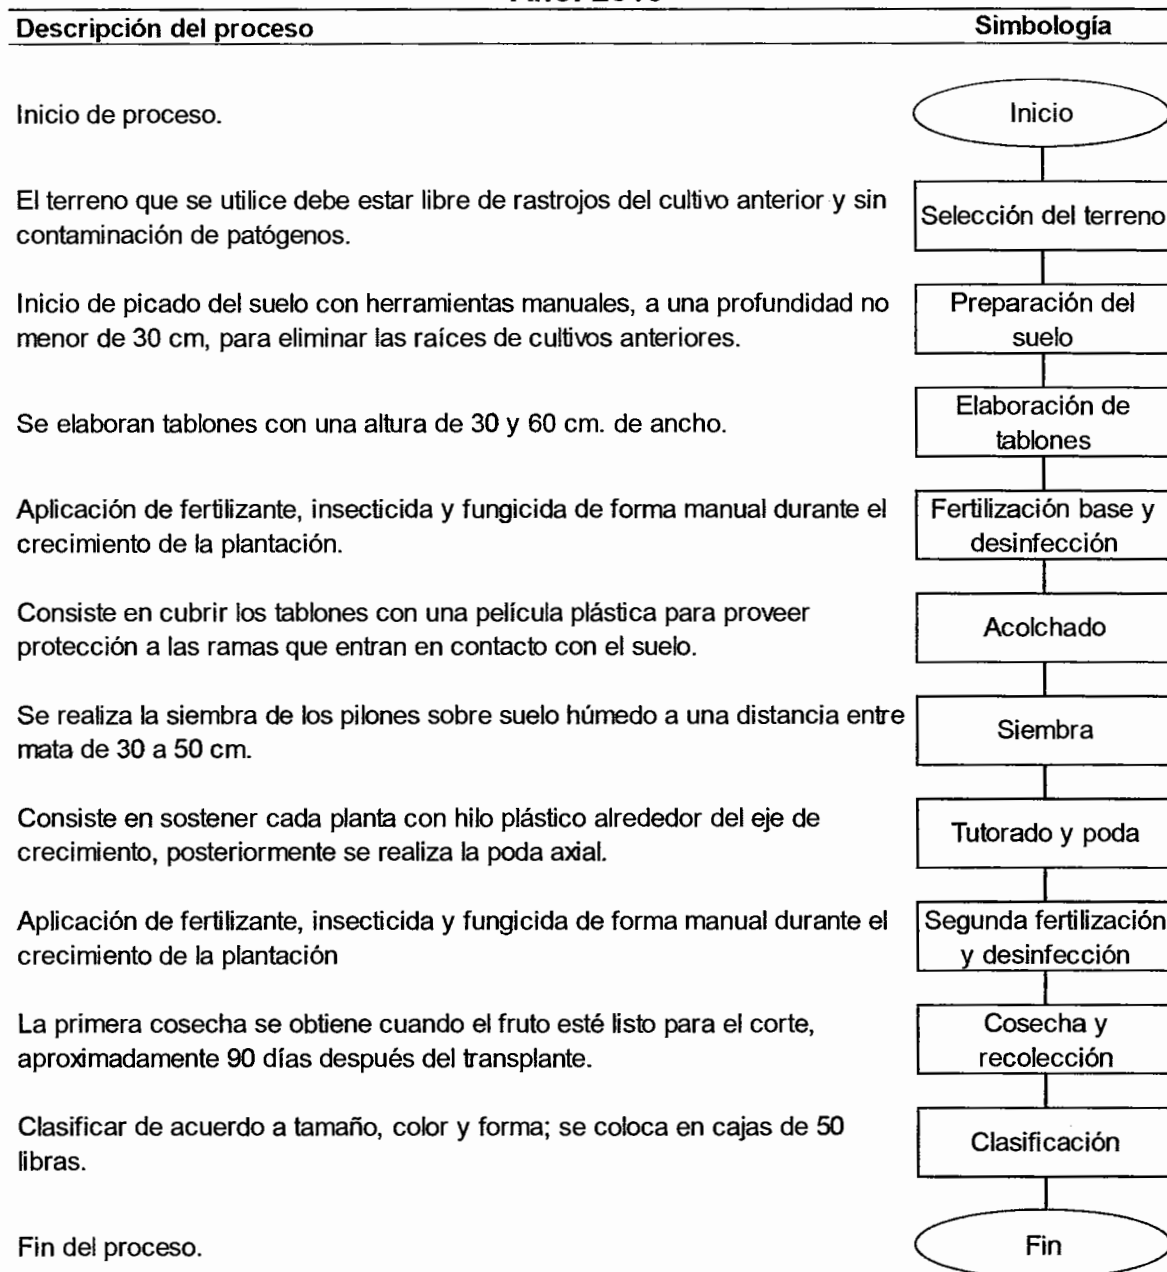 Descripción del proceso Simbología
Inicio de proceso. Inicio
El terreno que se utilice debe estar libre de rastrojos del cultivo anterior y sin
contaminación de patógenos.
Selección del terreno
Inicio de picado del suelo con herramientas manuales, a una profundidad no
menor de 30 cm, para eliminar las raíces de cultivos anteriores.
Preparación del
suelo
Se elaboran tablones con una altura de 30 y 60 cm. de ancho.
Elaboración de
tablones
Aplicación de fertilizante, insecticida y fungicida de forma manual durante el
crecimiento de la plantación.
Fertilización base y
desinfección
Consiste en cubrir los tablones con una película plástica para proveer
protección a las ramas que entran en contacto con el suelo.
Acolchado
Se realiza la siembra de los pilones sobre suelo húmedo a una distancia entre
mata de 30 a 50 cm.
Siembra
Consiste en sostener cada planta con hilo plástico alrededor del eje de
crecimiento, posteriormente se realiza la poda axial.
Tutorado y poda
Aplicación de fertilizante, insecticida y fungicida de forma manual durante el
crecimiento de la plantación
Segunda fertilización
y desinfección
La primera cosecha se obtiene cuando el fruto esté listo para el corte,
aproximadamente 90 días después del transplante.
Cosecha y
recolección
Clasificar de acuerdo a tamaño, color y forma; se coloca en cajas de 50
libras.
Clasificación
Fin del proceso. Fin